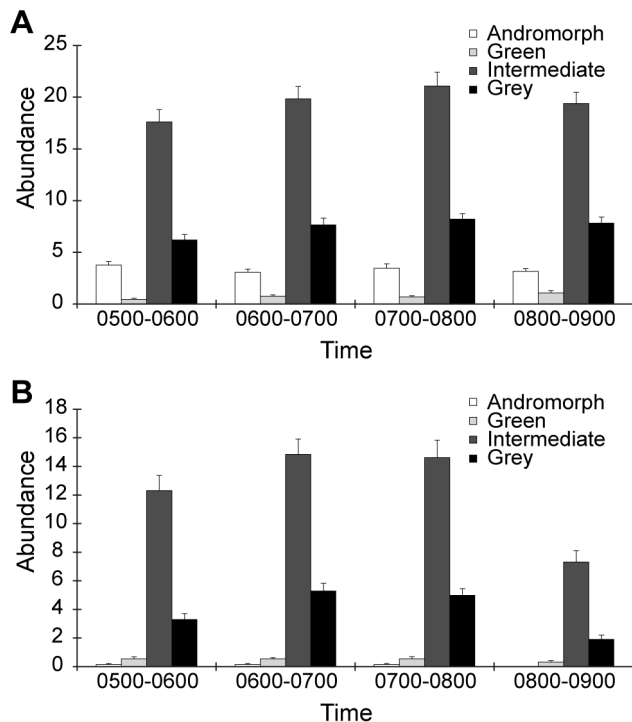 A
Andromorph
Green
Intermediate
Grey
25
20
15
10
5
0
Abundance
0500-0600 0600-0700 0700-0800 0800-0900
Time
B
Andromorph
Green
Intermediate
Grey
18
16
14
12
10
8
6
4
2
0
Abundance
0500-0600 0600-0700 0700-0800 0800-0900
Time